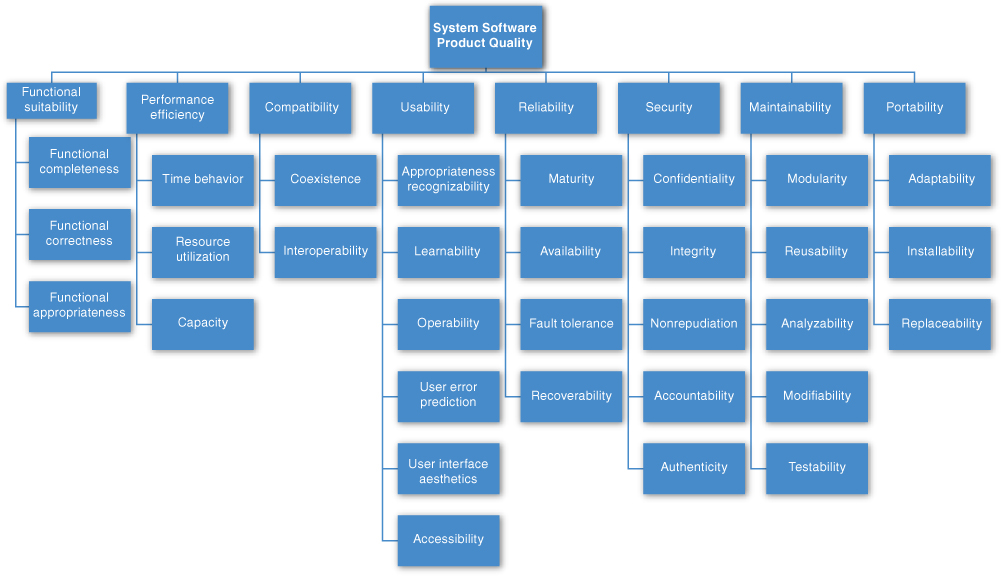 System Software
Product Quality
Functional
suitability
Functional
completeness
Functional
correctness
Functional
appropriateness
Performance
efficiency
Time behavior
Resource
utilization
Capacity
Compatibility
Coexistence
Interoperability
Usability
Appropriateness
recognizability
Learnability
Operability
User error
prediction
User interface
aesthetics
Accessibility
Reliability
Maturity
Availability
Fault tolerance
Recoverability
Security
Confidentiality
Integrity
Nonrepudiation
Accountability
Authenticity
Maintainability
Modularity
Reusability
Analyzability
Modifiability
Testability
Portability
Adaptability
Installability
Replaceability